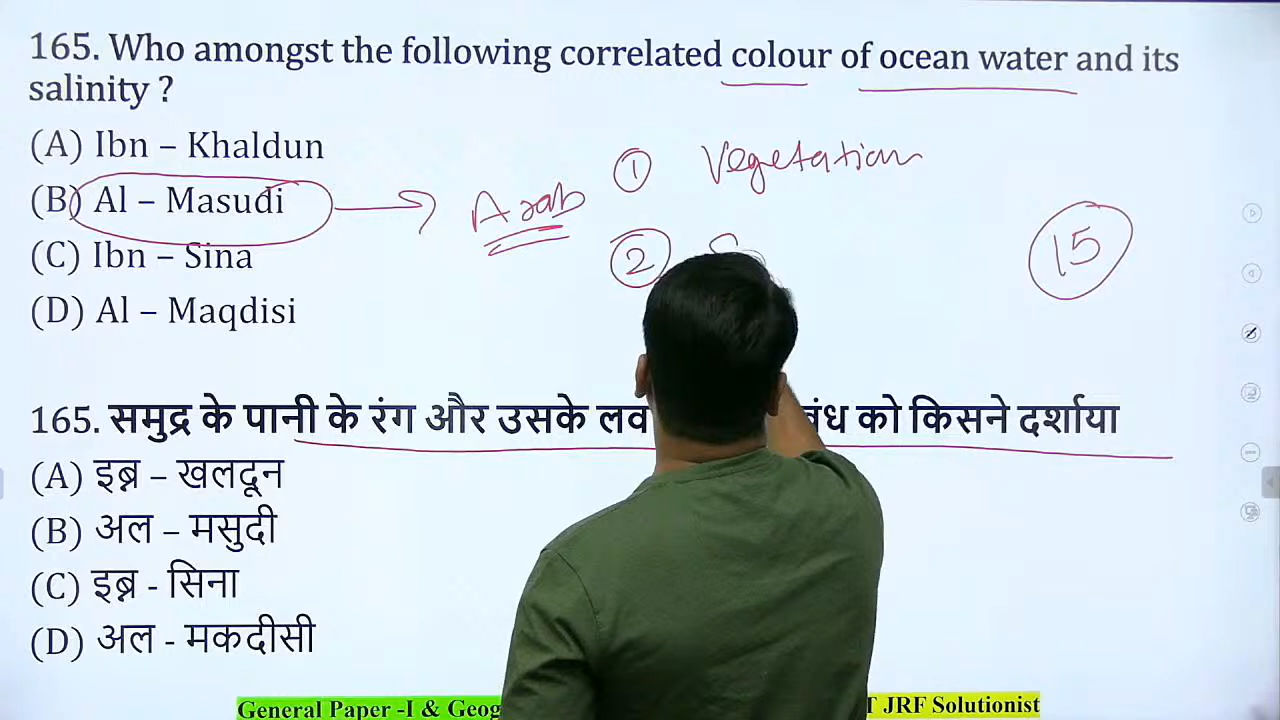 165. Who amongst the following correlated colour of ocean water and its
salinity ?
(A) Ibn – Khaldun
(B) Al – Masudi
(C) Ibn – Sina
(D) Al – Maqdisi
Arab
① Vegetation
②
15
165. समुद्र के पानी के रंग और उसके को किसने दर्शाया
(A) इब्न – खलदून
(B) अल – मसुदी
(C) इब्न - सिना
(D) अल - मकदीसी
General Paper -I & JRF Solutionist